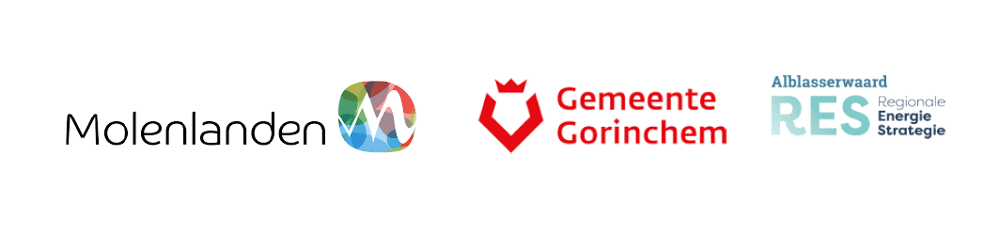 Molenlanden
Gemeente
Gorinchem
Alblasserwaard
RES
Regionale
Energie
Strategie